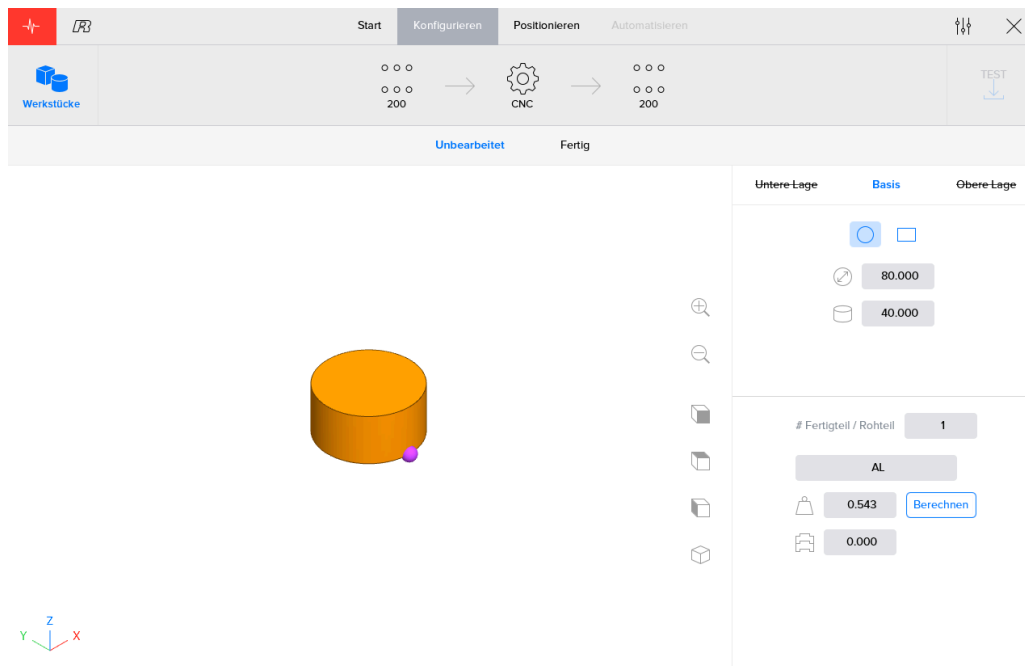 Start Konfigurieren Positionieren Automatisieren
Werkstücke
200
CNC
200
TEST
Unbearbeitet Fertig
Untere Lage Basis Obere Lage
80.000
40.000
# Fertigteil / Rohteil 1
AL
0.543 Berechnen
0.000
Z
Y X